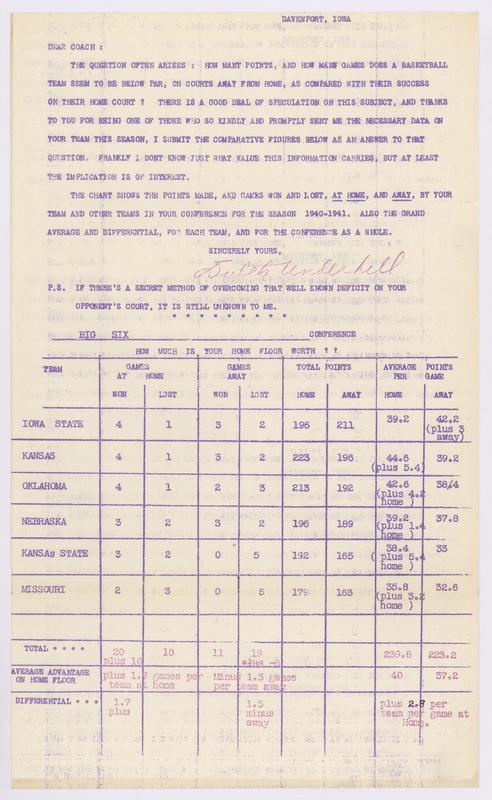 DAVENPORT, IOWA
DEAR COACH :
THE QUESTION OFTEN ARISES : HOW MANY POINTS, AND HOW MANY GAMES DOES A BASKETBALL
TEAM SEEM TO BE BELOW PAR, ON COURTS AWAY FROM HOME, AS COMPARED WITH THEIR SUCCESS
ON THEIR HOME COURT ? THERE IS A GOOD DEAL OF SPECULATION ON THIS SUBJECT, AND THANKS
TO YOU FOR BEING ONE OF THOSE WHO SO KINDLY AND PROMPTLY SENT ME THE NECESSARY DATA ON
YOUR TEAM THIS SEASON, I SUBMIT THE COMPARATIVE FIGURES BELOW AS AN ANSWER TO THAT
QUESTION. FRANKLY I DONT KNOW JUST WHAT VALUE THIS INFORMATION CARRIES, BUT AT LEAST
THE IMPLICATION IS OF INTEREST.
THE CHART SHOWS THE POINTS MADE, AND GAMES WON AND LOST, AT HOME, AND AWAY, BY YOUR
TEAM AND OTHER TEAMS IN YOUR CONFERENCE FOR THE SEASON 1940-1941. ALSO THE GRAND
AVERAGE AND DIFFERENTIAL, FOR EACH TEAM, AND FOR THE CONFERENCE AS A WHOLE.
SINCERELY YOURS,
Dutch Underhill
P.S. IF THERE'S A SECRET METHOD OF OVERCOMING THAT WELL KNOWN DEFICIT ON YOUR
OPPONENT'S COURT, IT IS STILL UNKNOWN TO ME.
* * * * * * * * *
BIG SIX CONFERENCE
HOW MUCH IS YOUR HOME FLOOR WORTH ? ?
TEAM GAMES GAMES TOTAL POINTS AVERAGE POINTS
AT HOME AWAY PER GAME
WON LOST WON LOST HOME AWAY HOME AWAY
IOWA STATE 4 1 3 2 196 211 39.2 42.2
(plus 3
away)
KANSAS 4 1 3 2 223 196 44.6 39.2
(plus 5.4)
OKLAHOMA 4 1 2 3 213 192 42.6 38/4
(plus 4.2
home )
NEBRASKA 3 2 3 2 196 189 39.2 37.8
(plus 1.4
home )
KANSAs STATE 3 2 0 5 192 165 38.4 33
( plus 5.4
home )
MISSOURI 2 3 0 5 179 163 35.8 32.6
(plus 3.2
home )
TOTAL * * * * 20 10 11 19 239.8 223.2
plus 10 minus -8
AVERAGE ADVANTAGE plus 1.7 games per Minus 1.3 games 40 37.2
ON HOME FLOOR team at home per team away
DIFFERENTIAL * * * 1.7 1.3 plus 2.8 per
plus minus team per game at
away Home.